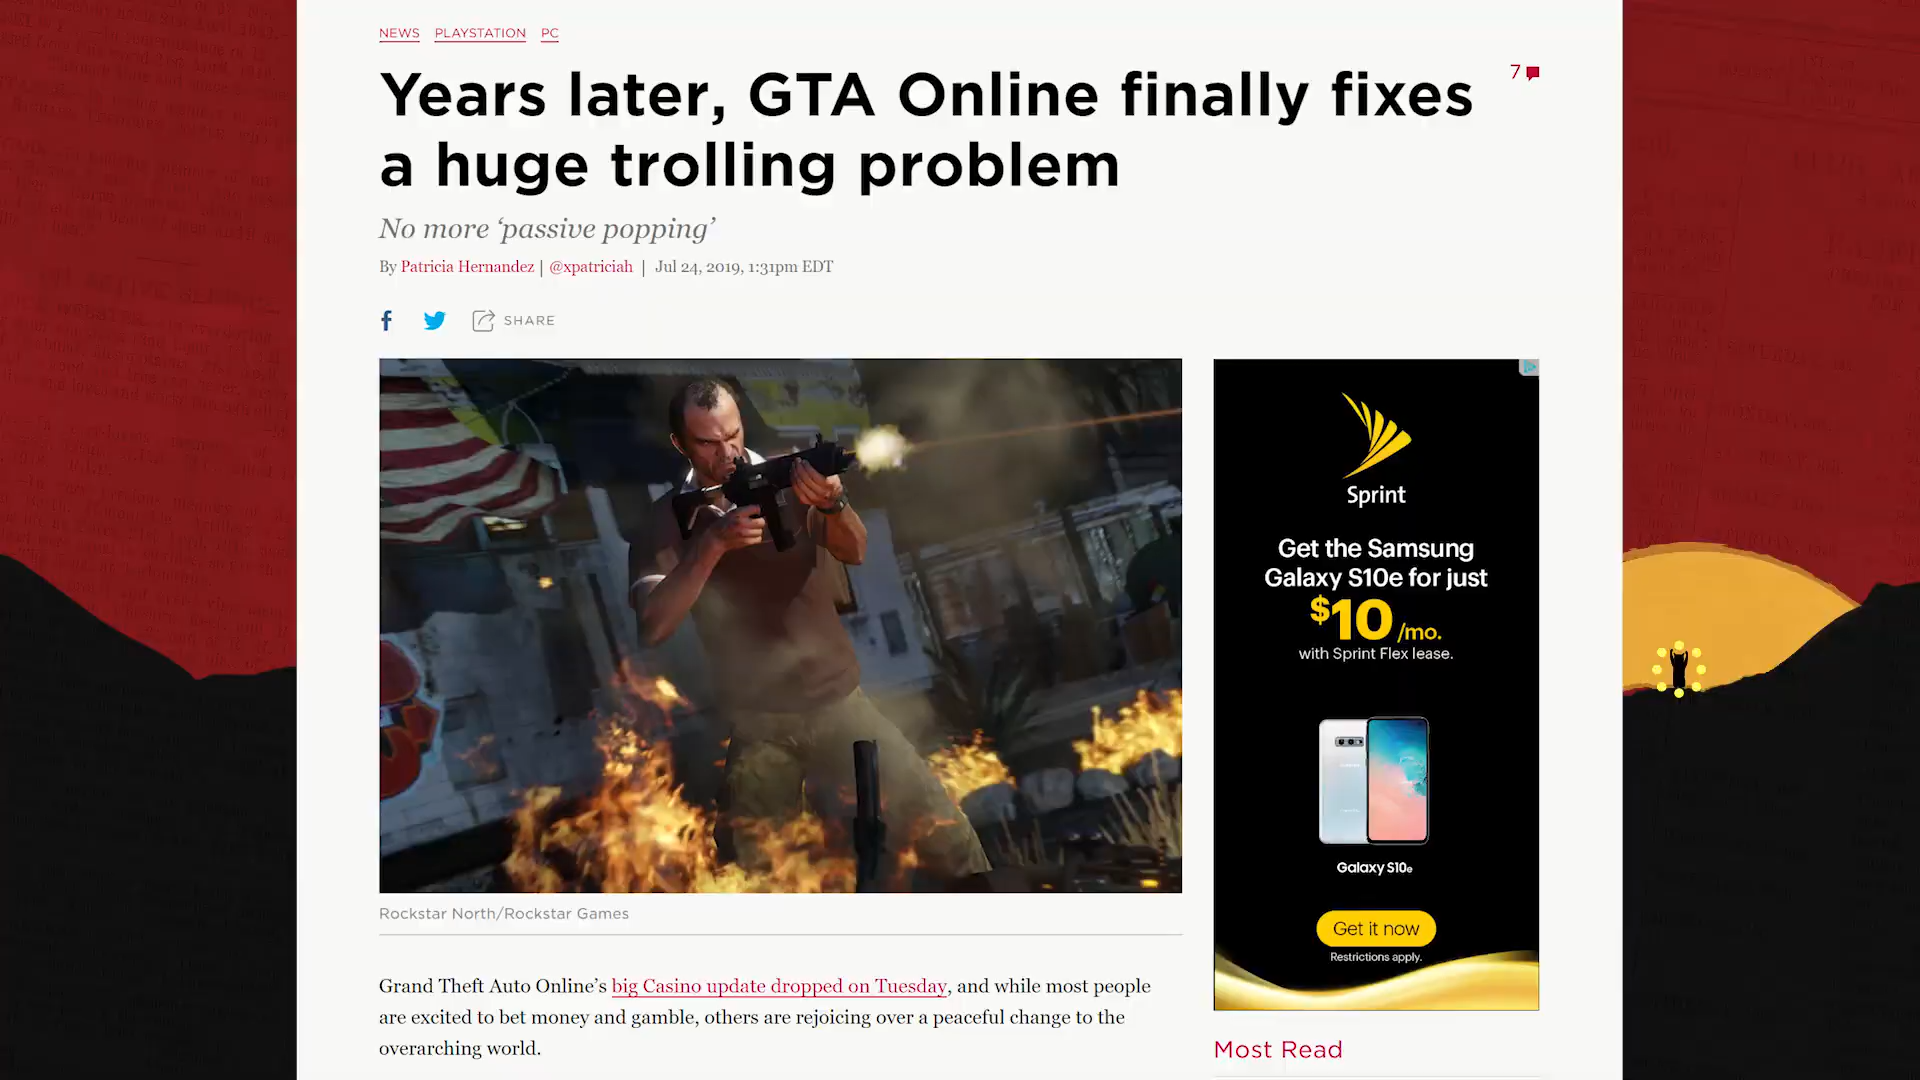 NEWS PLAYSTATION PC
Years later, GTA Online finally fixes
a huge trolling problem
7
No more ‘passive popping’
By Patricia Hernandez | @xpatriciah | Jul 24, 2019, 1:31pm EDT
SHARE
Sprint
Get the Samsung
Galaxy S10e for just
$10/mo.
with Sprint Flex lease.
Galaxy S10e
Get it now
Restrictions apply.
Rockstar North/Rockstar Games
Grand Theft Auto Online’s big Casino update dropped on Tuesday, and while most people
are excited to bet money and gamble, others are rejoicing over a peaceful change to the
overarching world.
Most Read